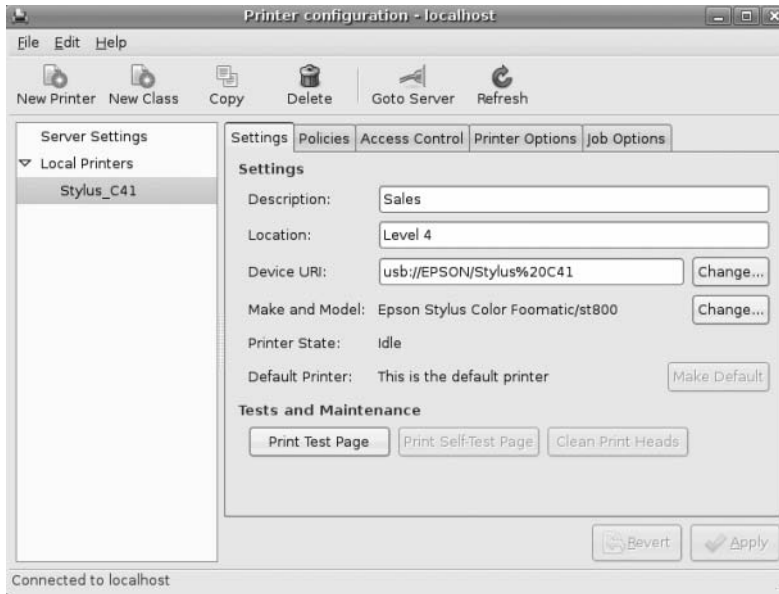 Printer configuration - localhost
File Edit Help
New Printer New Class Copy Delete Goto Server Refresh
Server Settings
Local Printers
Stylus_C41
Settings Policies Access Control Printer Options Job Options
Settings
Description: Sales
Location: Level 4
Device URI: usb://EPSON/Stylus%20C41 Change...
Make and Model: Epson Stylus Color Foomatic/st800 Change...
Printer State: Idle
Default Printer: This is the default printer Make Default
Tests and Maintenance
Print Test Page Print Self-Test Page Clean Print Heads
Revert Apply
Connected to localhost